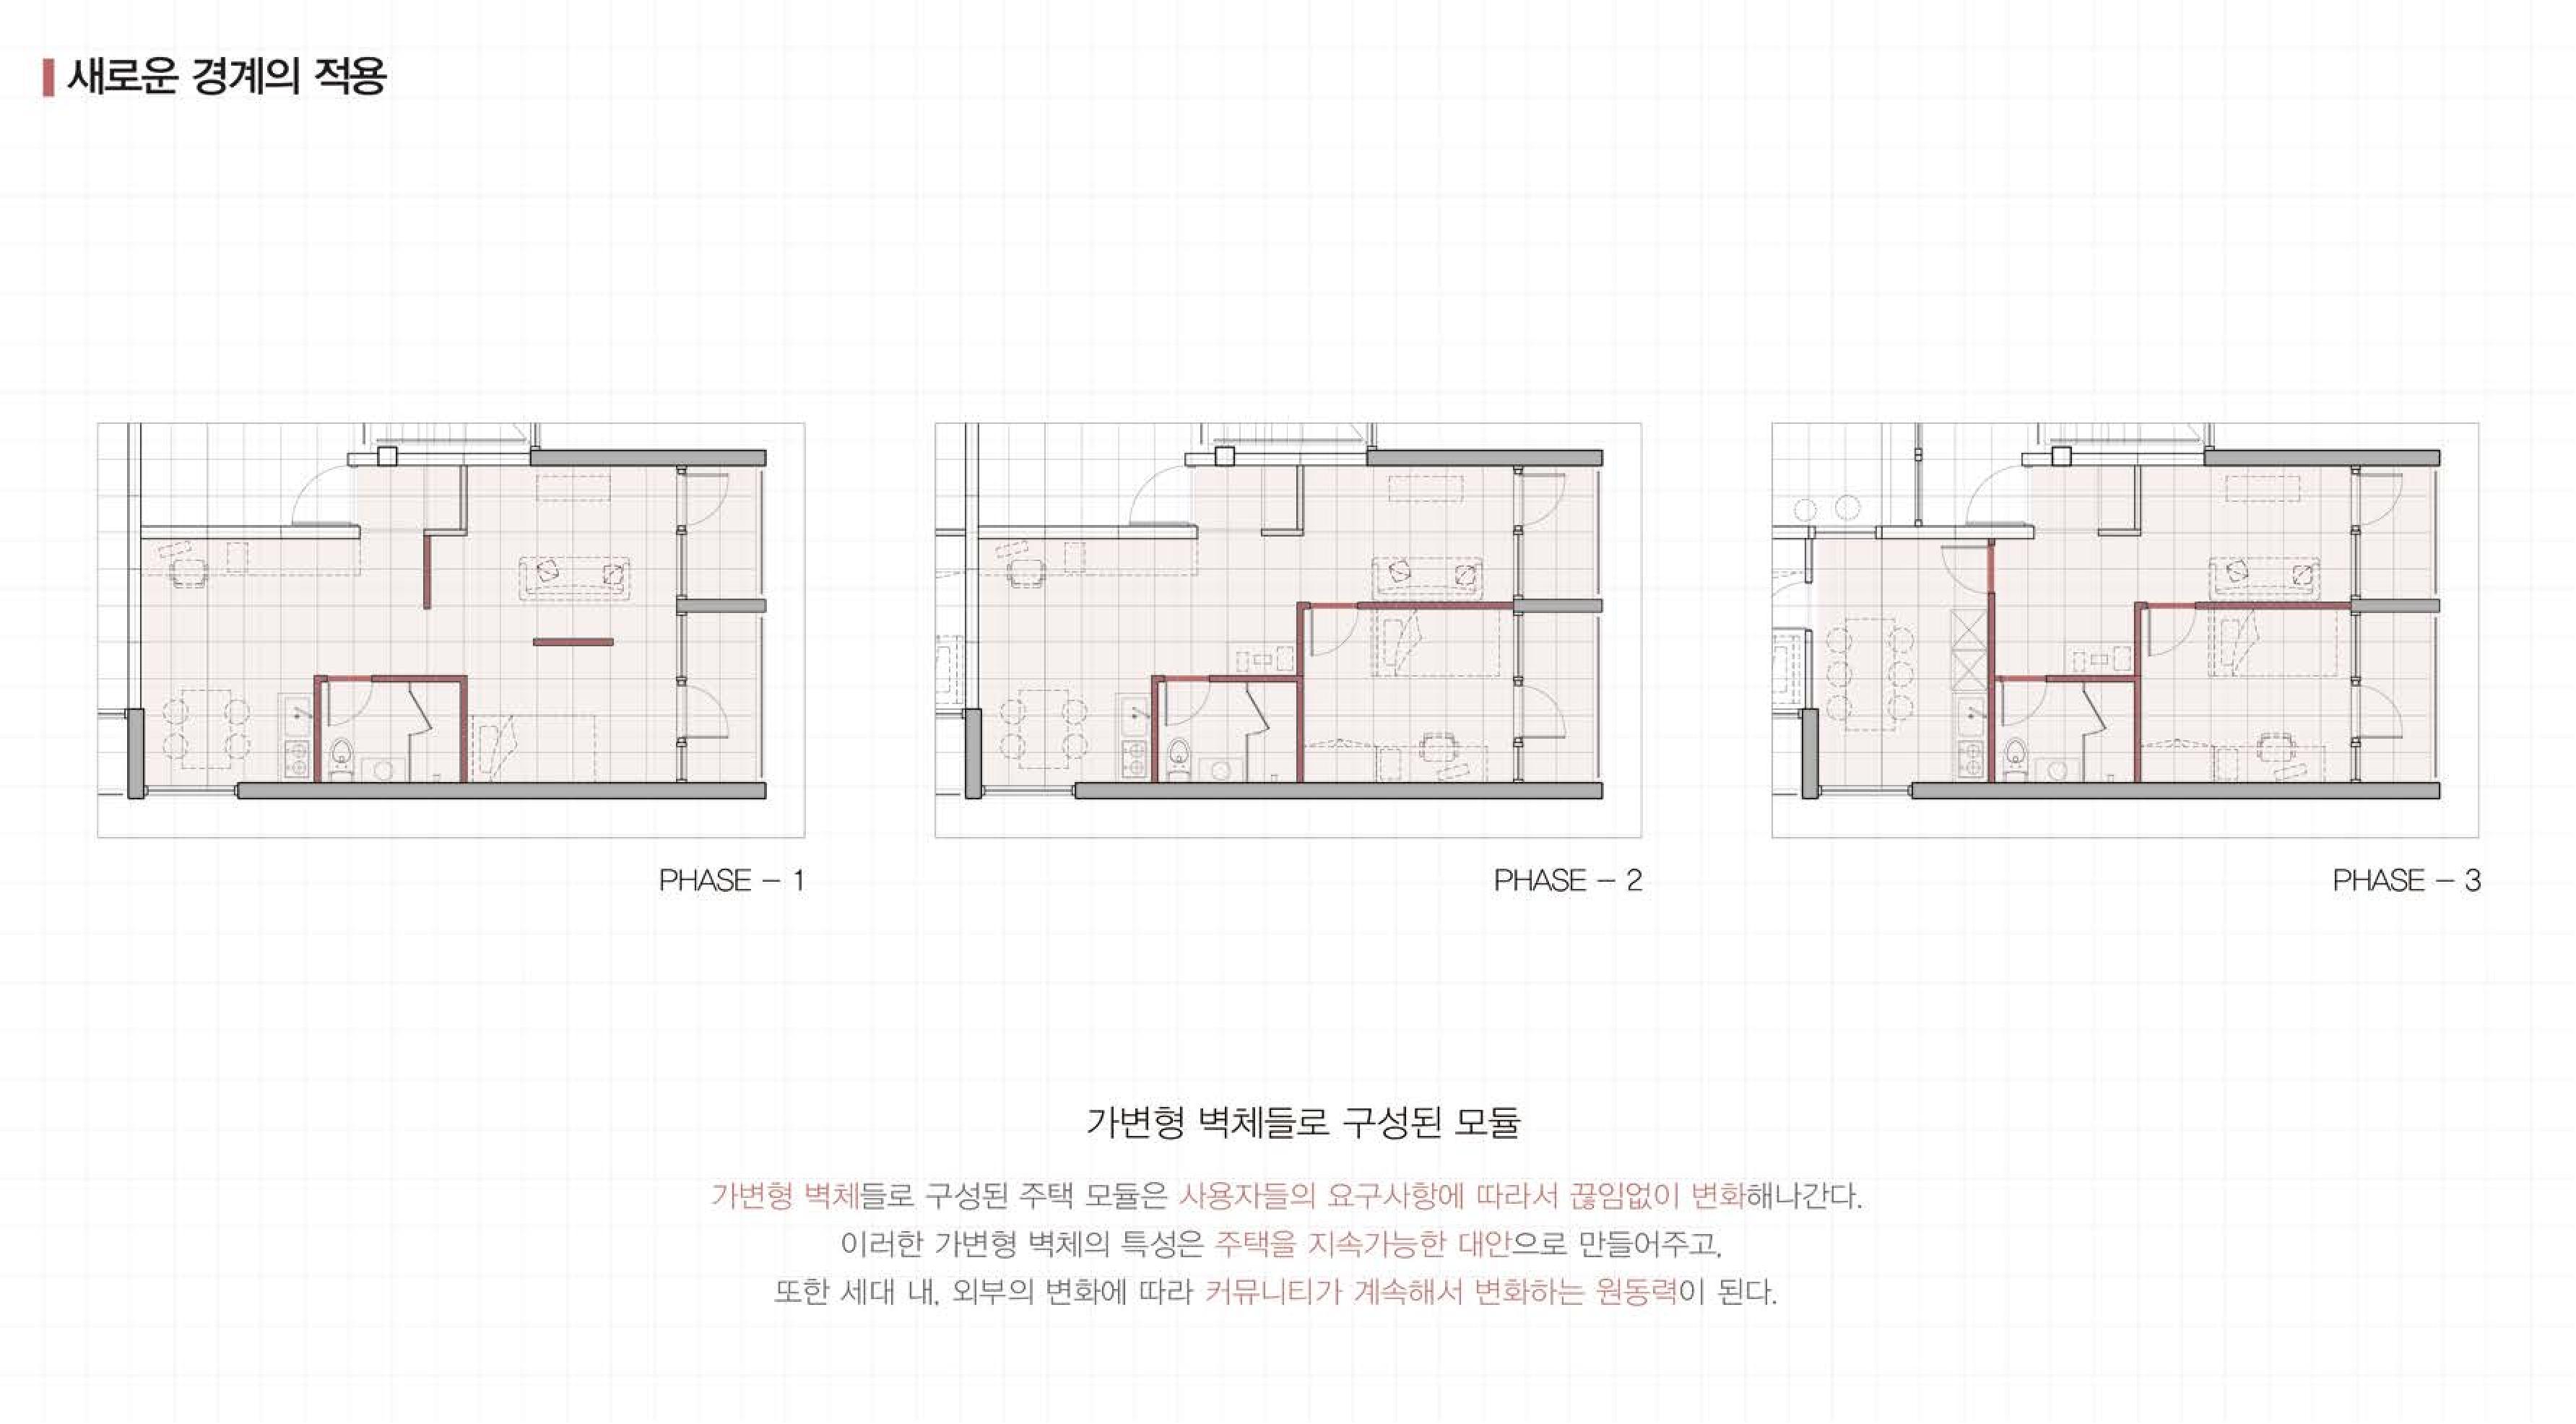 새로운 경계의 적용
PHASE – 1
PHASE – 2
PHASE – 3
가변형 벽체들로 구성된 모듈
가변형 벽체들로 구성된 주택 모듈은 사용자들의 요구사항에 따라서 끊임없이 변화해나간다.
이러한 가변형 벽체의 특성은 주택을 지속가능한 대안으로 만들어주고,
또한 세대 내, 외부의 변화에 따라 커뮤니티가 계속해서 변화하는 원동력이 된다.